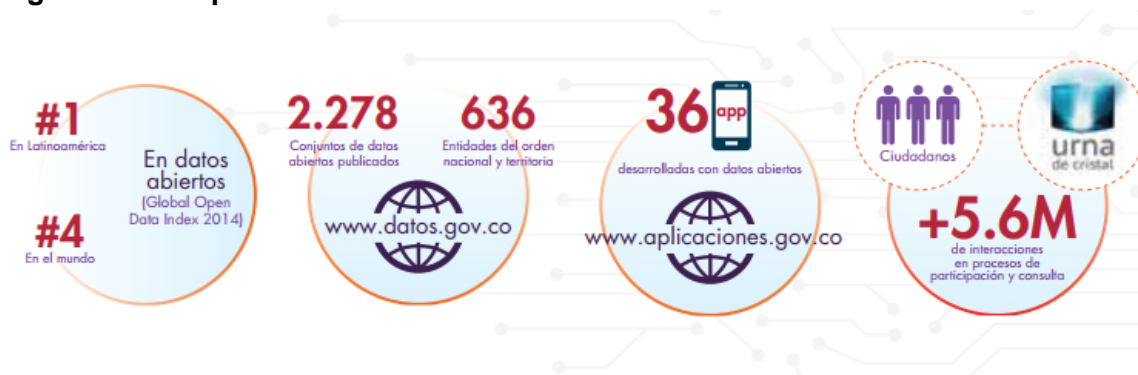 #1
En Latinoamérica
#4
En el mundo
En datos
abiertos
(Global Open
Data Index 2014)
2.278
Conjuntos de datos
abiertos publicados
636
Entidades del orden
nacional y territoria
www.datos.gov.co
36
app
desarrolladas con datos abiertos
www.aplicaciones.gov.co
Ciudadanos
urna
de cristal
+5.6M
de interacciones
en procesos de
participación y consulta